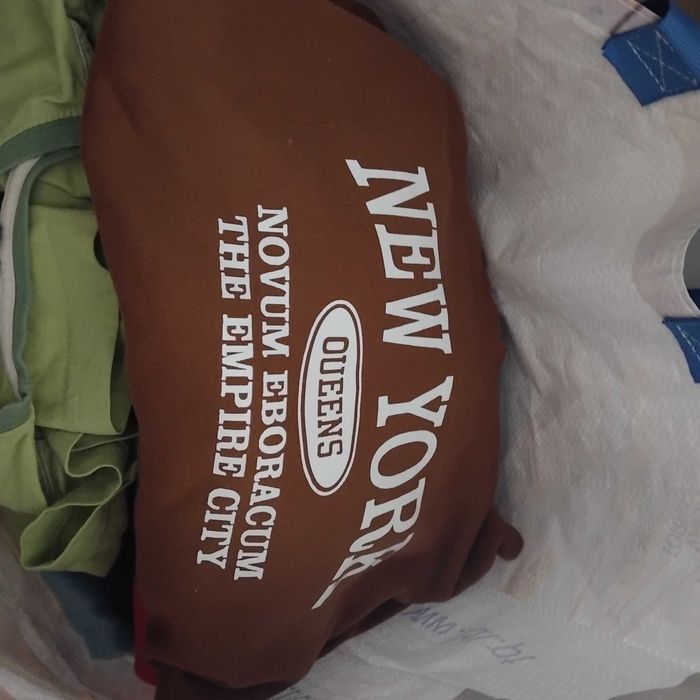 NEW YORK
QUEENS
NOVUM EBORACUM
THE EMPIRE CITY